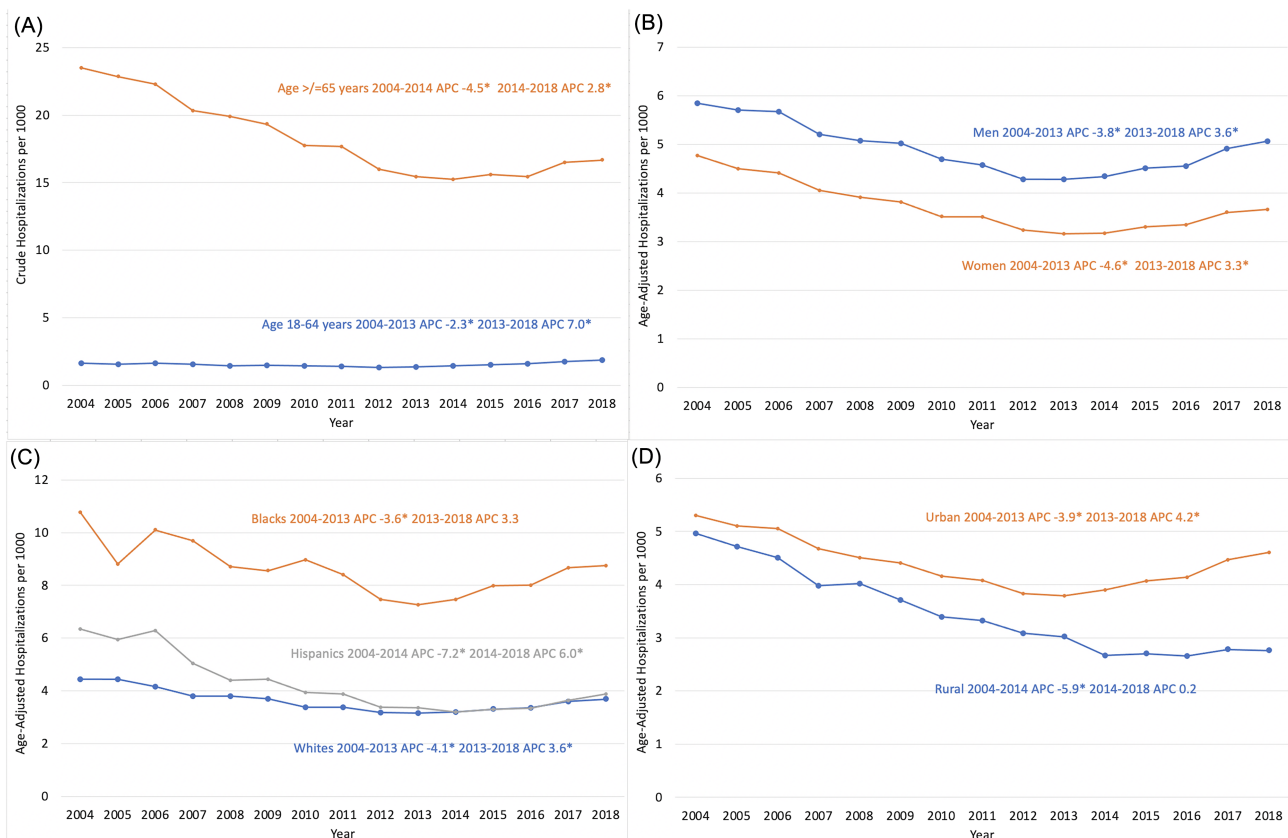 (A)
25
20
15
10
5
0
Crude Hospitalizations per 1000
Age >/=65 years 2004-2014 APC -4.5* 2014-2018 APC 2.8*
Age 18-64 years 2004-2013 APC -2.3* 2013-2018 APC 7.0*
2004 2005 2006 2007 2008 2009 2010 2011 2012 2013 2014 2015 2016 2017 2018
Year
(B)
7
6
5
4
3
2
1
0
Age-Adjusted Hospitalizations per 1000
Men 2004-2013 APC -3.8* 2013-2018 APC 3.6*
Women 2004-2013 APC -4.6* 2013-2018 APC 3.3*
2004 2005 2006 2007 2008 2009 2010 2011 2012 2013 2014 2015 2016 2017 2018
Year
(C)
12
10
8
6
4
2
0
Age-Adjusted Hospitalizations per 1000
Blacks 2004-2013 APC -3.6* 2013-2018 APC 3.3
Hispanics 2004-2014 APC -7.2* 2014-2018 APC 6.0*
Whites 2004-2013 APC -4.1* 2013-2018 APC 3.6*
2004 2005 2006 2007 2008 2009 2010 2011 2012 2013 2014 2015 2016 2017 2018
Year
(D)
6
5
4
3
2
1
0
Age-Adjusted Hospitalizations per 1000
Urban 2004-2013 APC -3.9* 2013-2018 APC 4.2*
Rural 2004-2014 APC -5.9* 2014-2018 APC 0.2
2004 2005 2006 2007 2008 2009 2010 2011 2012 2013 2014 2015 2016 2017 2018
Year